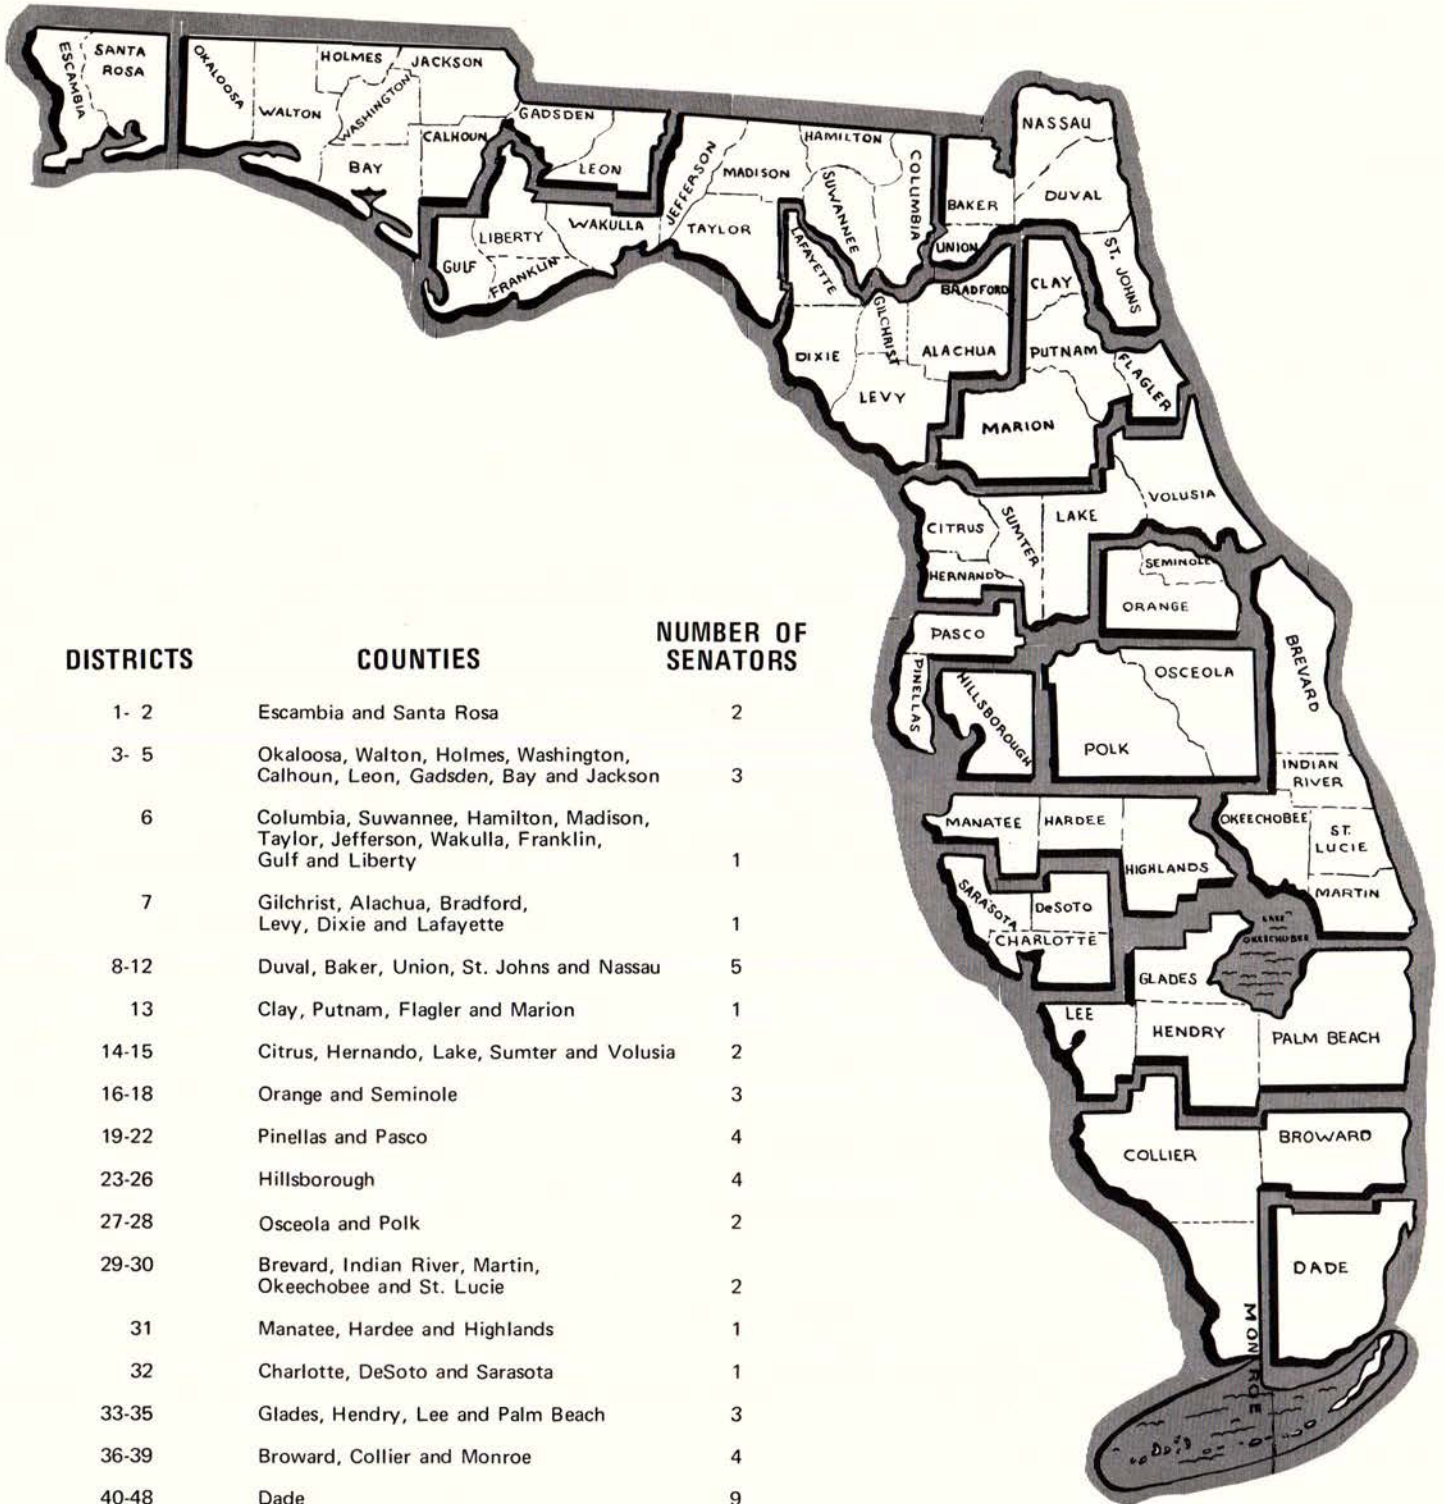 ESCAMBIA
SANTA
ROSA
OKALOOSA
WALTON
HOLMES
WASHINGTON
JACKSON
BAY
CALHOUN
GADSDEN
LEON
GULF
LIBERTY
FRANKLIN
WAKULLA
JEFFERSON
MADISON
TAYLOR
HAMILTON
SUWANNEE
COLUMBIA
LAFAYETTE
DIXIE
GILCHRIST
LEVY
ALACHUA
BRADFORD
BAKER
UNION
NASSAU
DUVAL
ST. JOHNS
CLAY
PUTNAM
FLAGLER
MARION
CITRUS
SUMTER
LAKE
VOLUSIA
HERNANDO
SEMINOLE
ORANGE
PASCO
PINELLAS
HILLSBOROUGH
POLK
OSCEOLA
BREVARD
INDIAN
RIVER
OKEECHOBEE
ST.
LUCIE
MARTIN
MANATEE
HARDEE
HIGHLANDS
SARASOTA
DeSOTO
CHARLOTTE
LAKE
OKEECHOBEE
GLADES
LEE
HENDRY
PALM BEACH
COLLIER
BROWARD
DADE
MONROE
DISTRICTS COUNTIES NUMBER OF
SENATORS
1- 2 Escambia and Santa Rosa 2
3- 5 Okaloosa, Walton, Holmes, Washington,
Calhoun, Leon, Gadsden, Bay and Jackson 3
6 Columbia, Suwannee, Hamilton, Madison,
Taylor, Jefferson, Wakulla, Franklin,
Gulf and Liberty 1
7 Gilchrist, Alachua, Bradford,
Levy, Dixie and Lafayette 1
8-12 Duval, Baker, Union, St. Johns and Nassau 5
13 Clay, Putnam, Flagler and Marion 1
14-15 Citrus, Hernando, Lake, Sumter and Volusia 2
16-18 Orange and Seminole 3
19-22 Pinellas and Pasco 4
23-26 Hillsborough 4
27-28 Osceola and Polk 2
29-30 Brevard, Indian River, Martin,
Okeechobee and St. Lucie 2
31 Manatee, Hardee and Highlands 1
32 Charlotte, DeSoto and Sarasota 1
33-35 Glades, Hendry, Lee and Palm Beach 3
36-39 Broward, Collier and Monroe 4
40-48 Dade 9